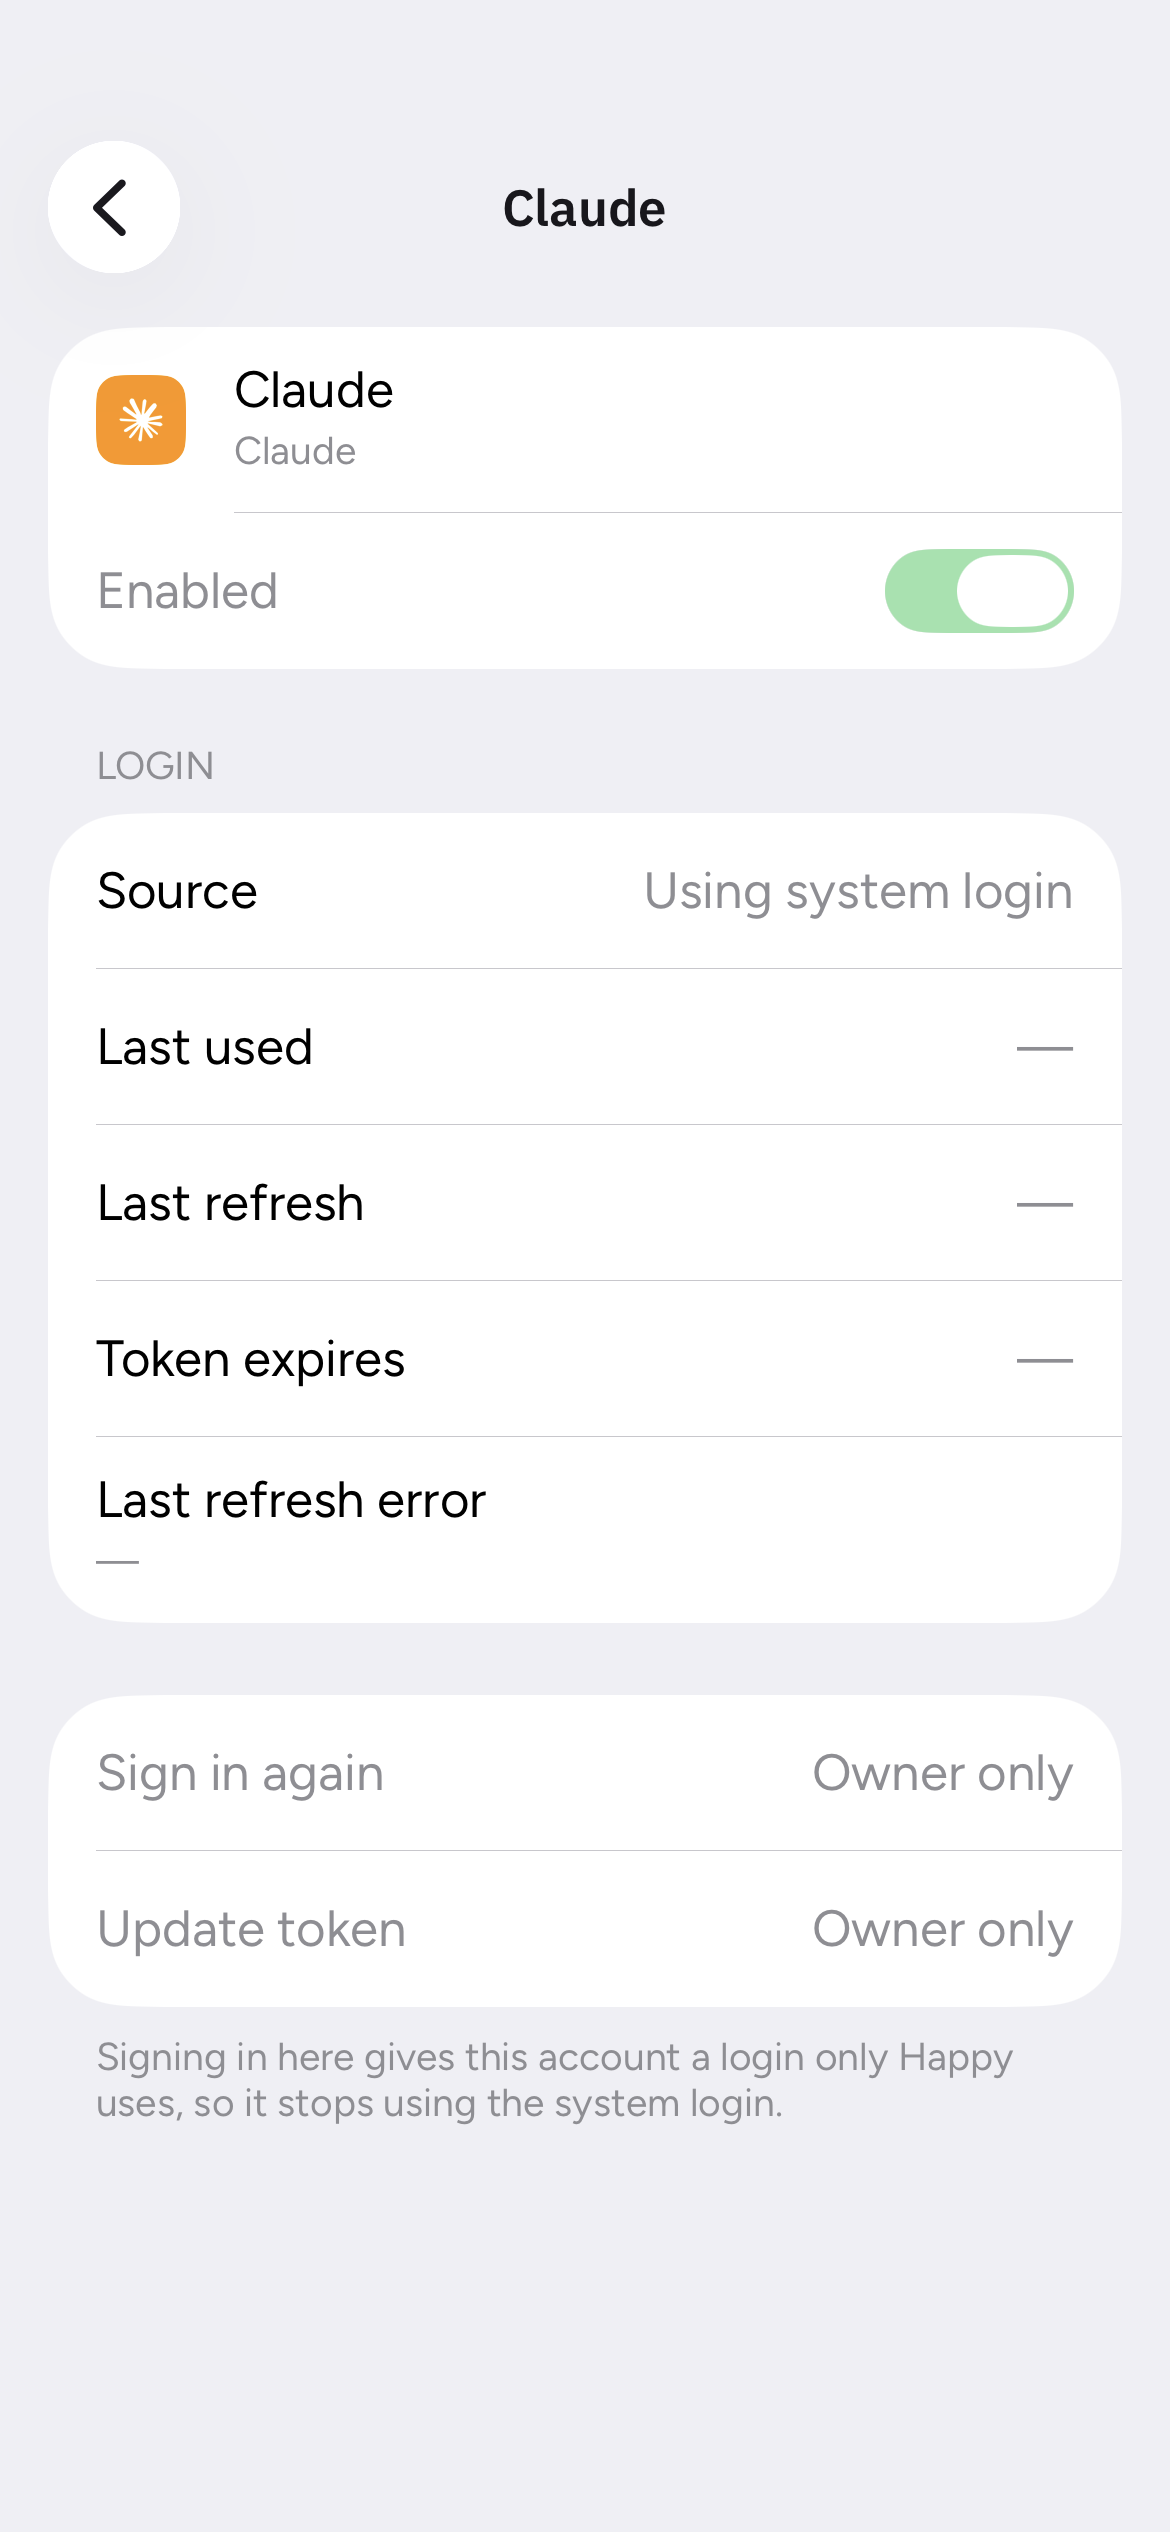 Claude
Claude
Claude
Enabled
LOGIN
Source Using system login
Last used —
Last refresh —
Token expires —
Last refresh error
—
Sign in again Owner only
Update token Owner only
Signing in here gives this account a login only Happy
uses, so it stops using the system login.